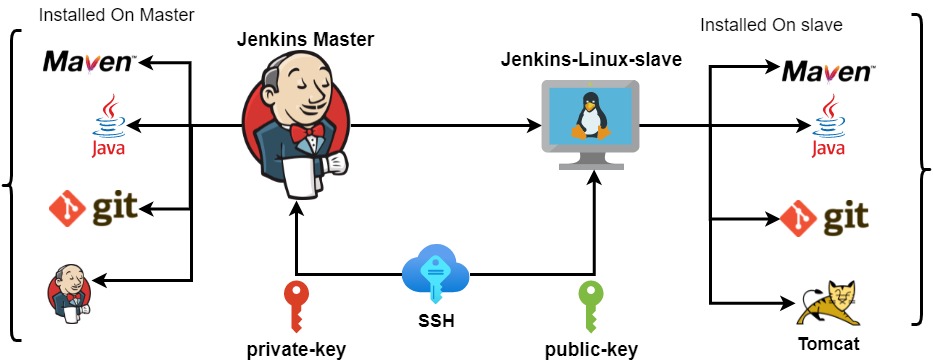 Installed On Master
Jenkins Master
Installed On slave
Jenkins-Linux-slave
Maven™
Maven™
Java
Java
git
git
SSH
private-key
public-key
Tomcat